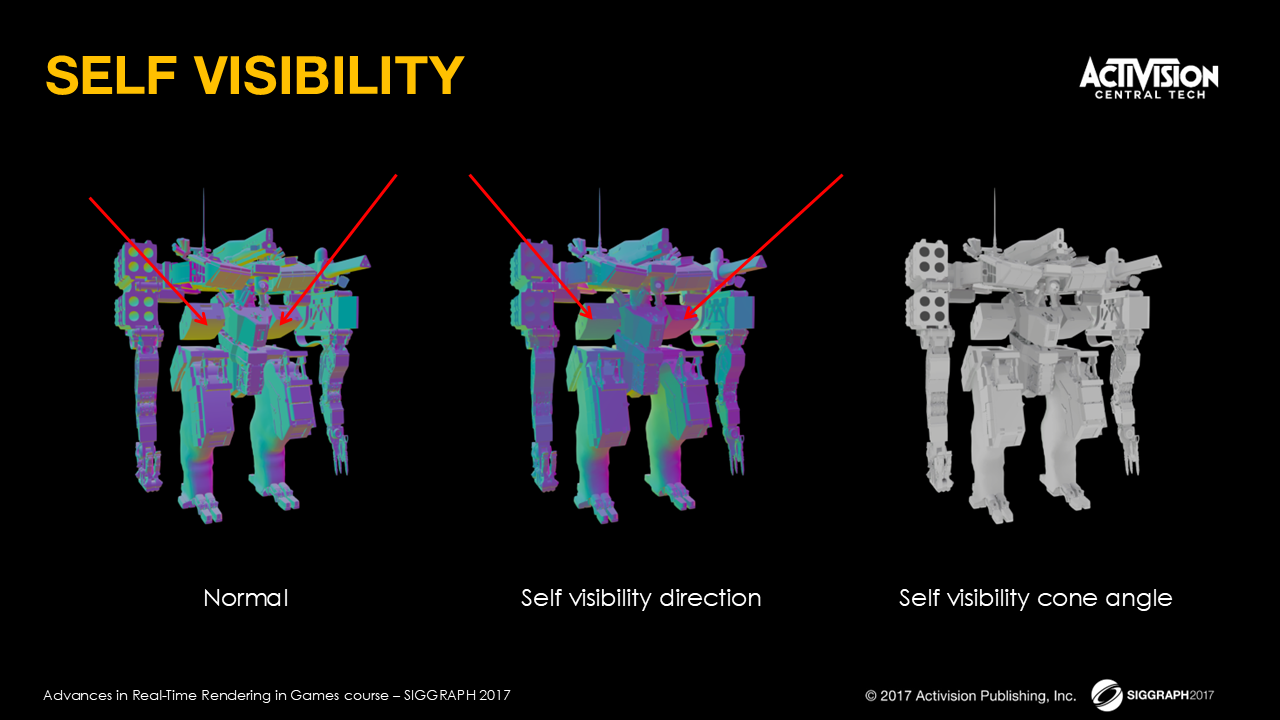 SELF VISIBILITY
ACTIVISION
CENTRAL TECH
Normal
Self visibility direction
Self visibility cone angle
Advances in Real-Time Rendering in Games course – SIGGRAPH 2017
© 2017 Activision Publishing, Inc.
SIGGRAPH2017